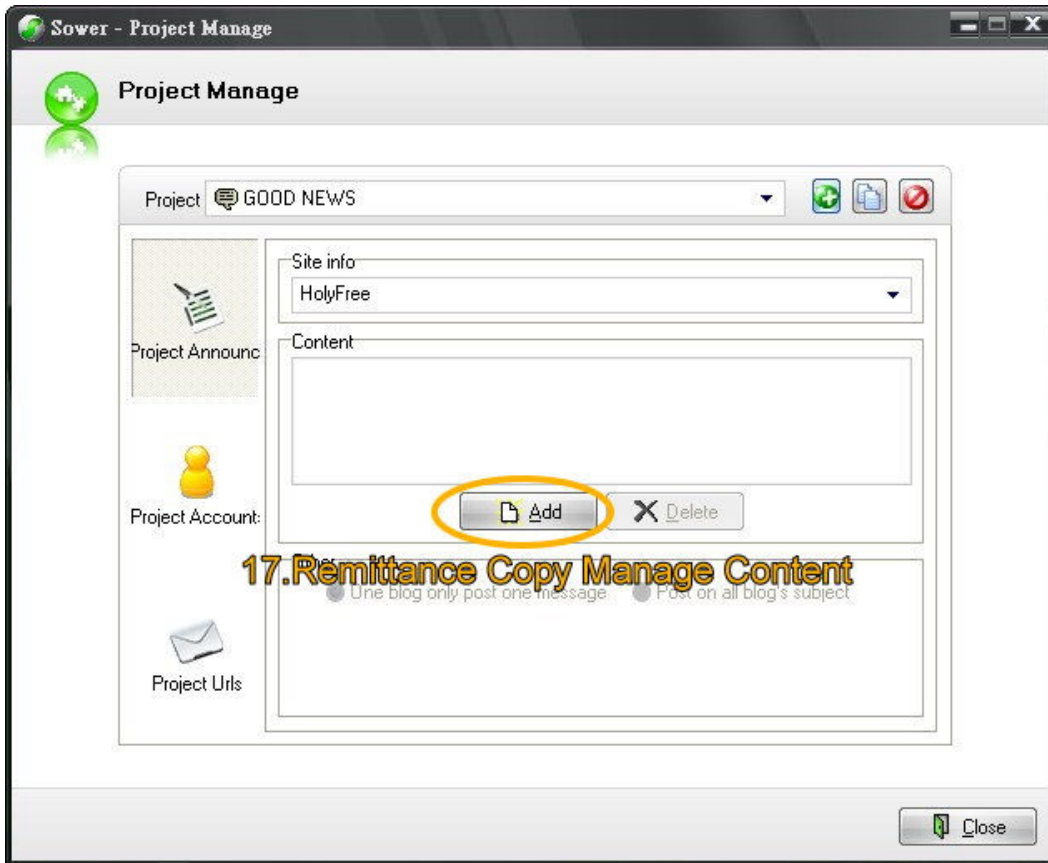 Sower - Project Manage
Project Manage
Project GOOD NEWS
Site info
HolyFree
Project Announc
Content
Add Delete
Project Account:
17.Remittance Copy Manage Content
One blog only post one message Post on all blog's subject
Project Urls
Close